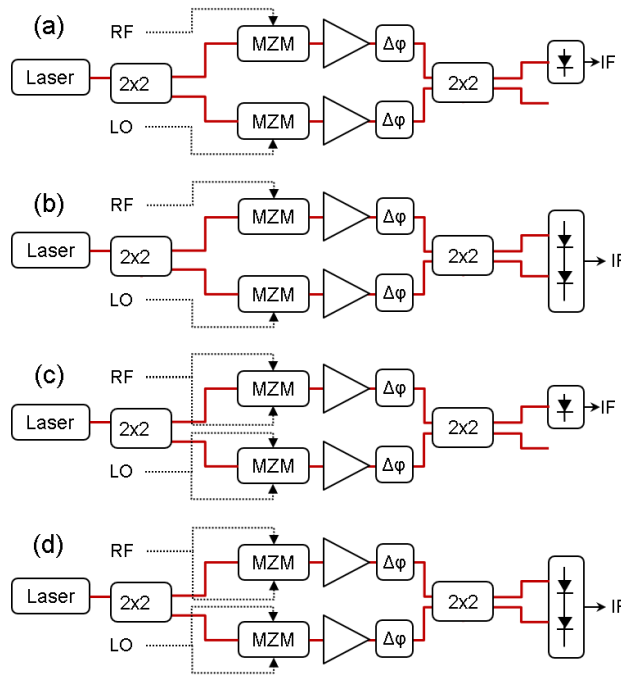 (a)
RF
MZM
Δφ
Laser
2x2
2x2
IF
LO
MZM
Δφ
(b)
RF
MZM
Δφ
Laser
2x2
2x2
IF
LO
MZM
Δφ
(c)
RF
MZM
Δφ
Laser
2x2
2x2
IF
LO
MZM
Δφ
(d)
RF
MZM
Δφ
Laser
2x2
2x2
IF
LO
MZM
Δφ